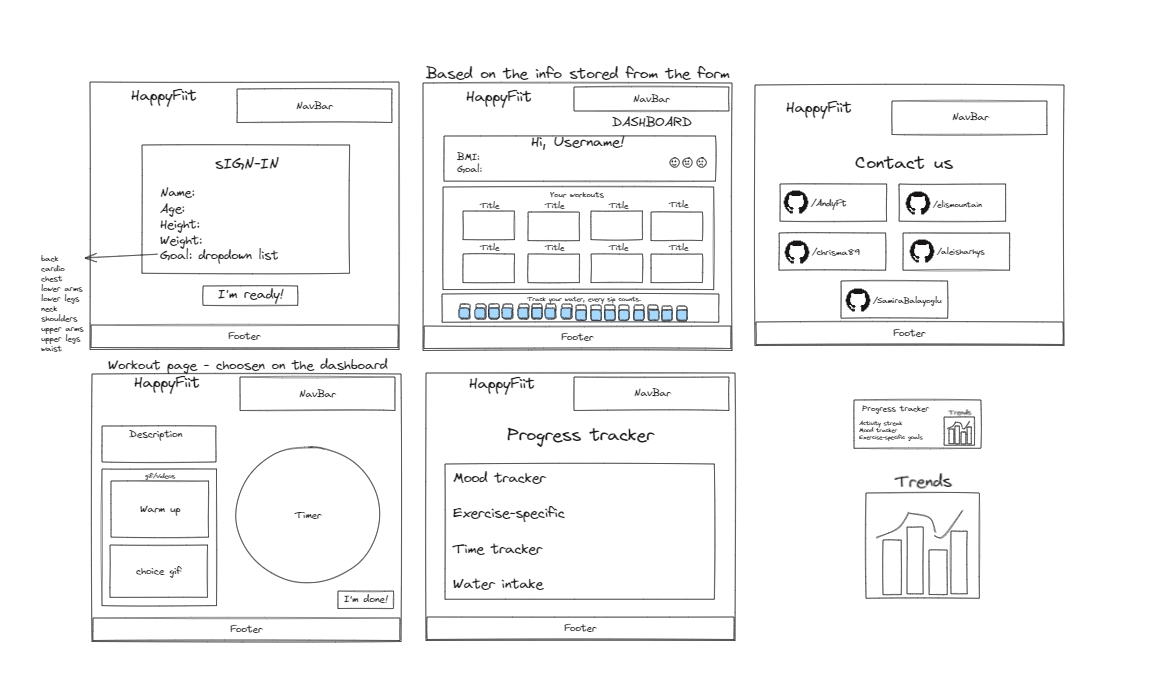 Based on the info stored from the form
HappyFiit
NavBar
sIGN-IN
Name:
Age:
Height:
Weight:
Goal: dropdown list
I'm ready!
Footer
back
cardio
chest
lower arms
lower legs
neck
shoulders
upper arms
upper legs
waist
HappyFiit
NavBar
DASHBOARD
Hi, Username!
BMI:
Goal:
Your workouts
Title Title Title Title
Title Title Title Title
Track your water, every sip counts.
Footer
HappyFiit
NavBar
Contact us
/AndyPt
/elismountain
/chrisma89
/aleisharhys
/SamiraBalayoglu
Footer
Workout page - choosen on the dashboard
HappyFiit
NavBar
Description
gif/videos
Warm up
choice gif
Timer
I'm done!
Footer
HappyFiit
NavBar
Progress tracker
Mood tracker
Exercise-specific
Time tracker
Water intake
Footer
Progress tracker
Trends
Activity streak
Mood tracker
Exercise-specific goals
Trends